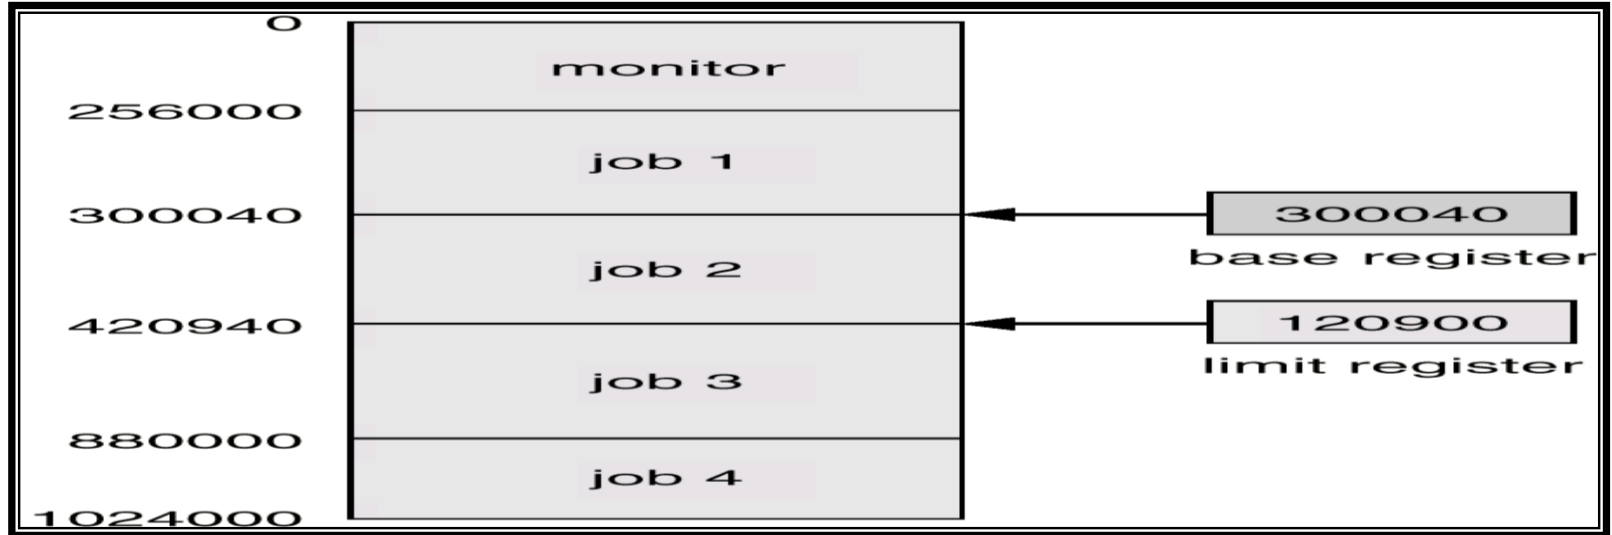 0
monitor
256000
job 1
300040
300040
base register
job 2
420940
120900
limit register
job 3
880000
job 4
1024000